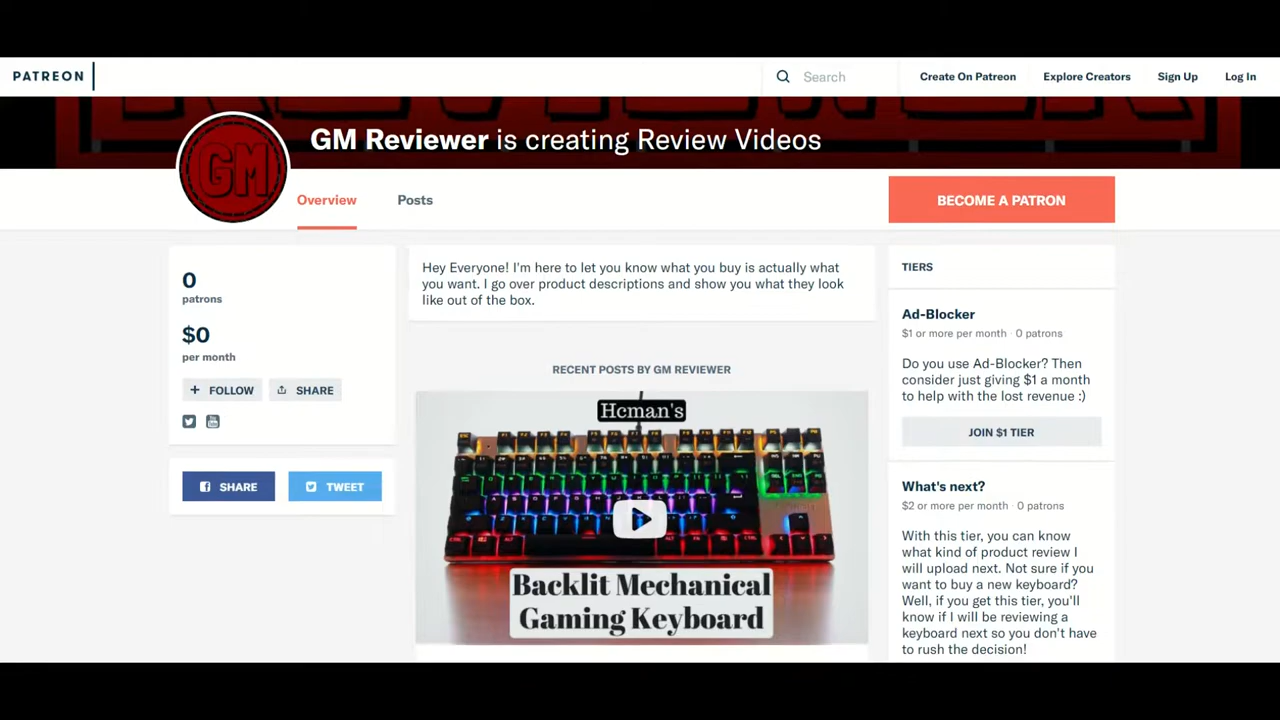 PATREON
Search
Create On Patreon
Explore Creators
Sign Up
Log In
GM
GM Reviewer is creating Review Videos
Overview
Posts
BECOME A PATRON
0
patrons
$0
per month
+ FOLLOW
SHARE
SHARE
TWEET
Hey Everyone! I'm here to let you know what you buy is actually what
you want. I go over product descriptions and show you what they look
like out of the box.
RECENT POSTS BY GM REVIEWER
Hcman's
Backlit Mechanical
Gaming Keyboard
TIERS
Ad-Blocker
$1 or more per month · 0 patrons
Do you use Ad-Blocker? Then
consider just giving $1 a month
to help with the lost revenue :)
JOIN $1 TIER
What's next?
$2 or more per month · 0 patrons
With this tier, you can know
what kind of product review I
will upload next. Not sure if you
want to buy a new keyboard?
Well, if you get this tier, you'll
know if I will be reviewing a
keyboard next so you don't have
to rush the decision!